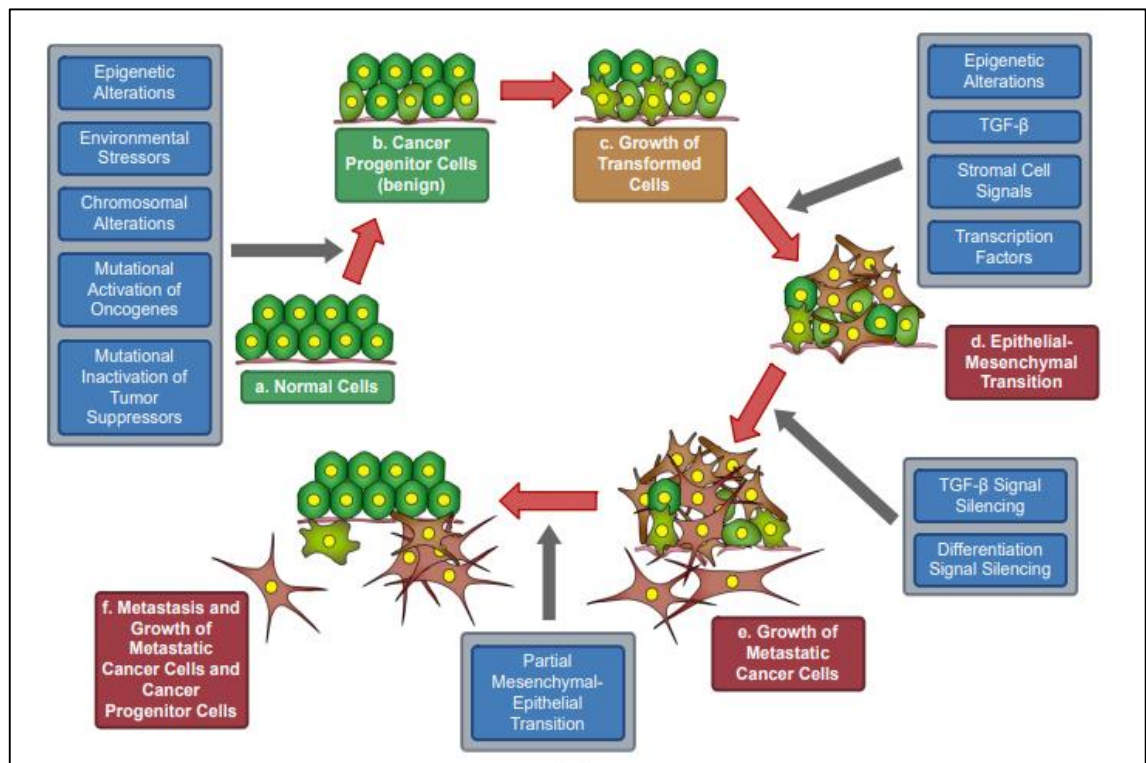 Epigenetic
Alterations
Environmental
Stressors
Chromosomal
Alterations
Mutational
Activation of
Oncogenes
Mutational
Inactivation of
Tumor
Suppressors
a. Normal Cells
b. Cancer
Progenitor Cells
(benign)
c. Growth of
Transformed
Cells
Epigenetic
Alterations
TGF-β
Stromal Cell
Signals
Transcription
Factors
d. Epithelial-
Mesenchymal
Transition
TGF-β Signal
Silencing
Differentiation
Signal Silencing
e. Growth of
Metastatic
Cancer Cells
Partial
Mesenchymal-
Epithelial
Transition
f. Metastasis and
Growth of
Metastatic
Cancer Cells and
Cancer
Progenitor Cells